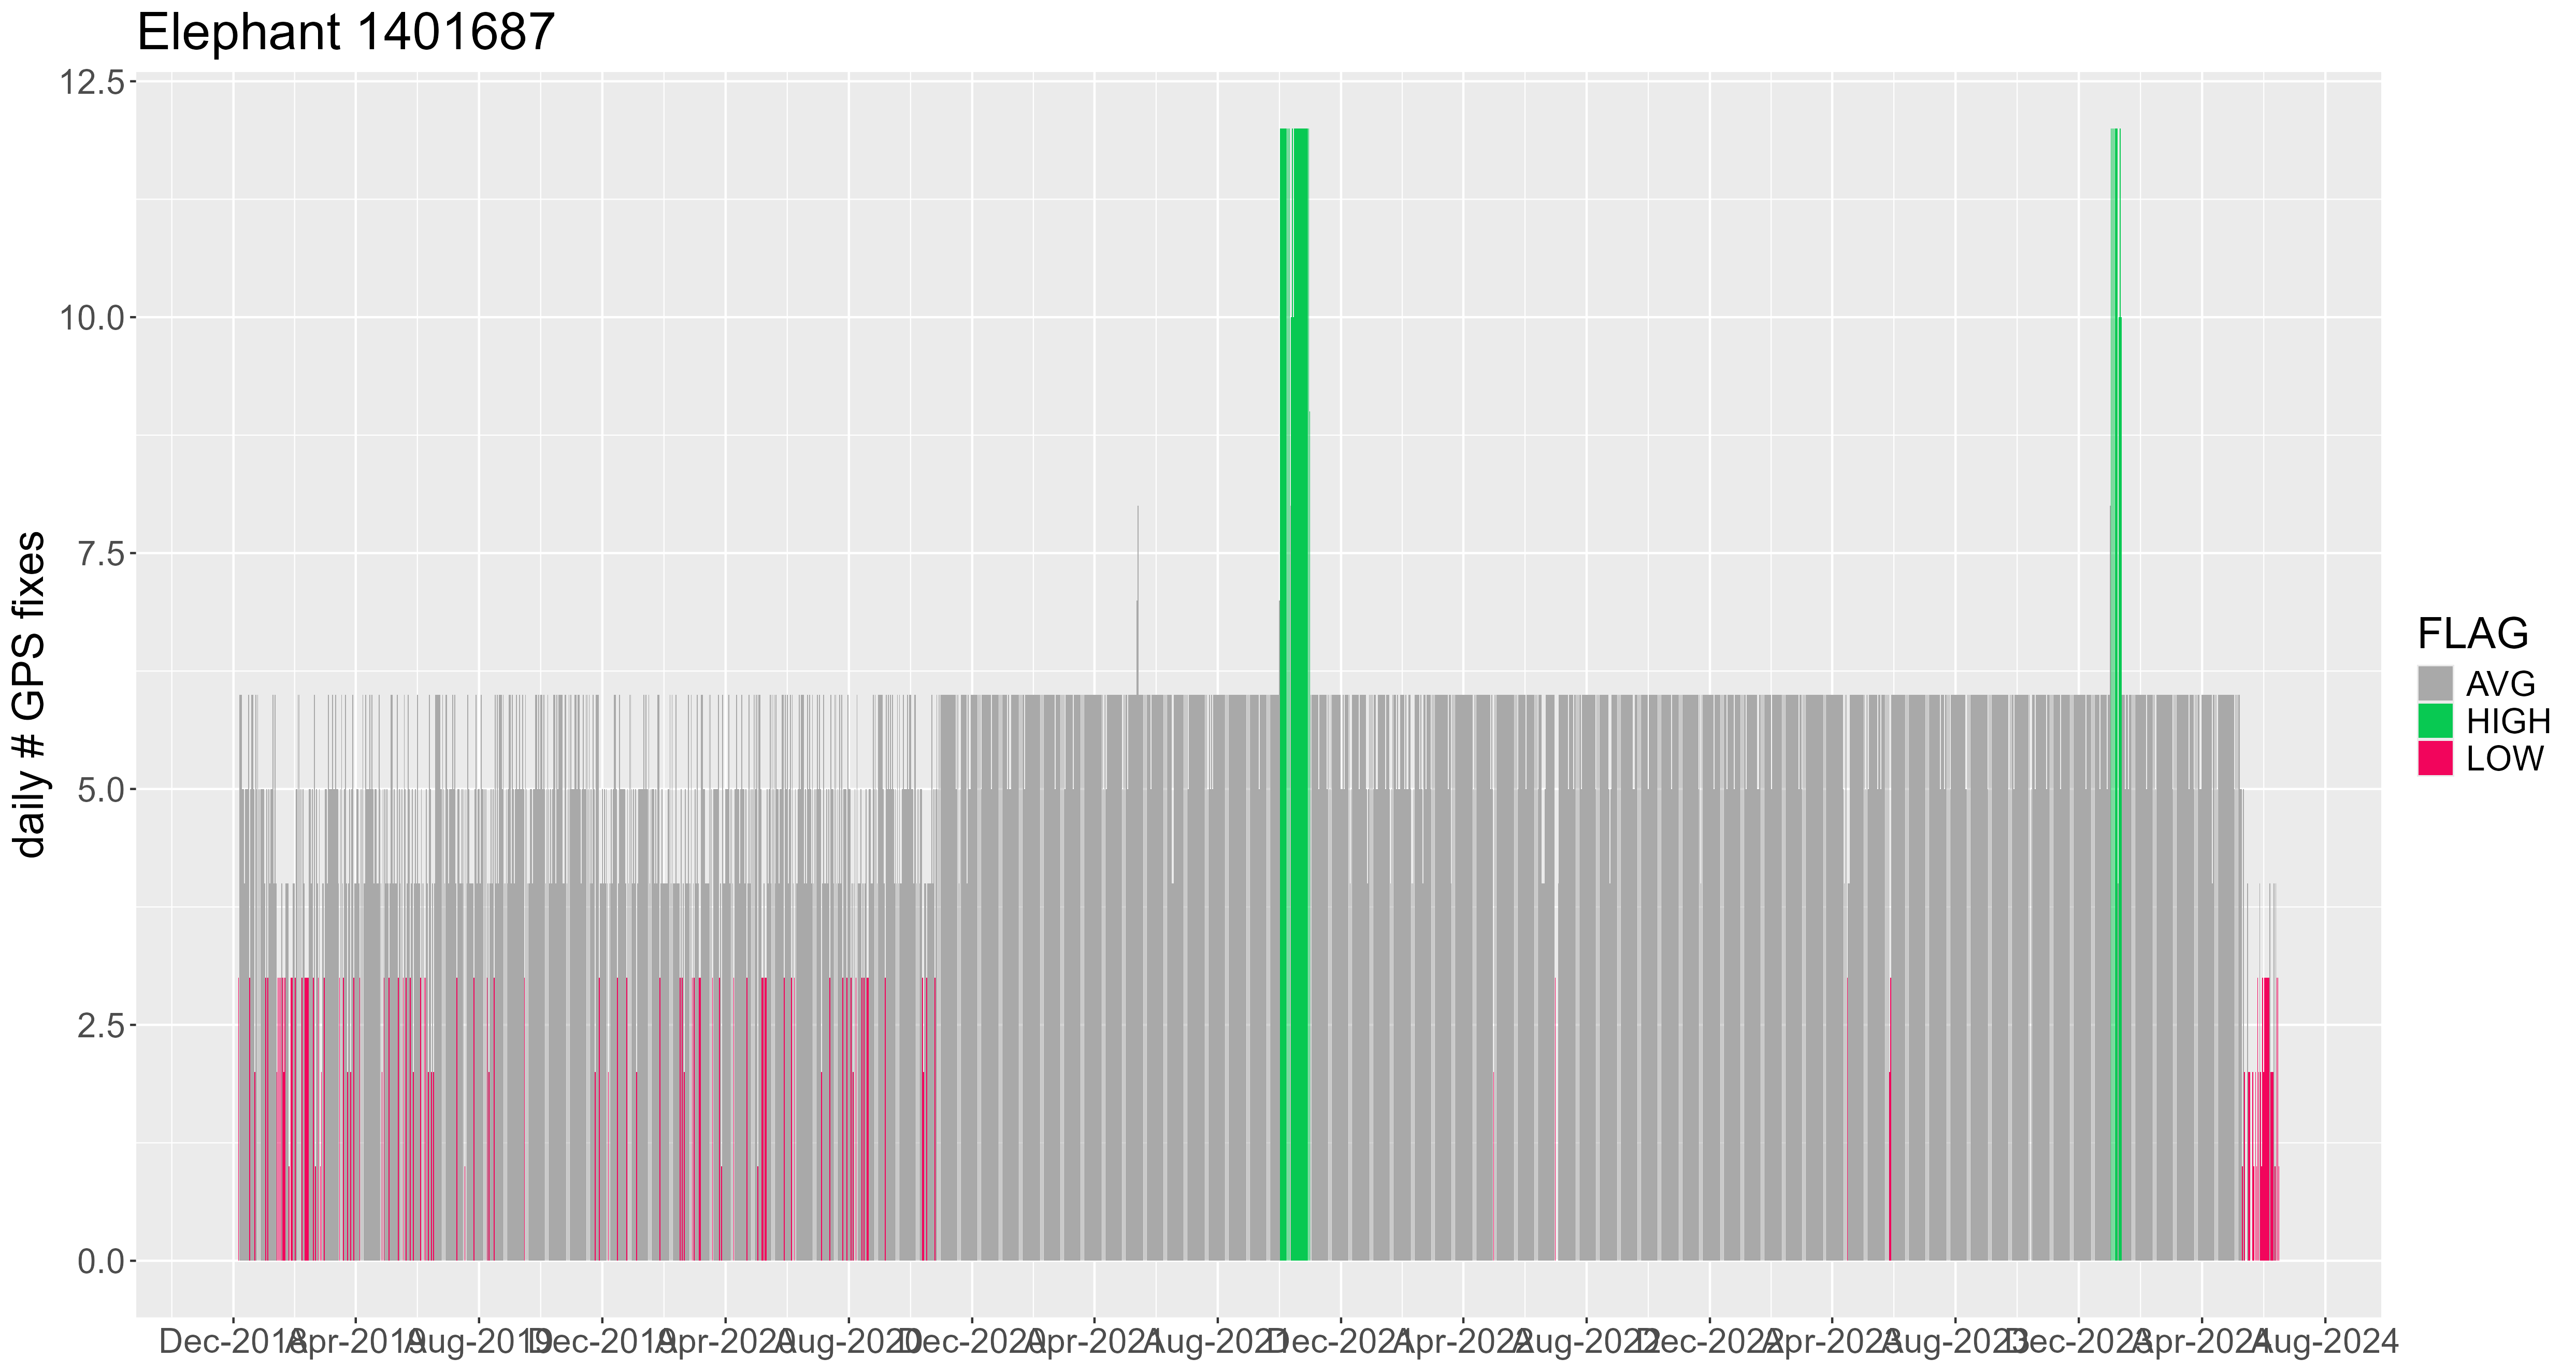 Elephant 1401687
12.5
10.0
7.5
5.0
2.5
0.0
daily # GPS fixes
Dec-2018 Apr-2019 Aug-2019 Dec-2019 Apr-2020 Aug-2020 Dec-2020 Apr-2021 Aug-2021 Dec-2021 Apr-2022 Aug-2022 Dec-2022 Apr-2023 Aug-2023 Dec-2023 Apr-2024 Aug-2024
FLAG
AVG
HIGH
LOW